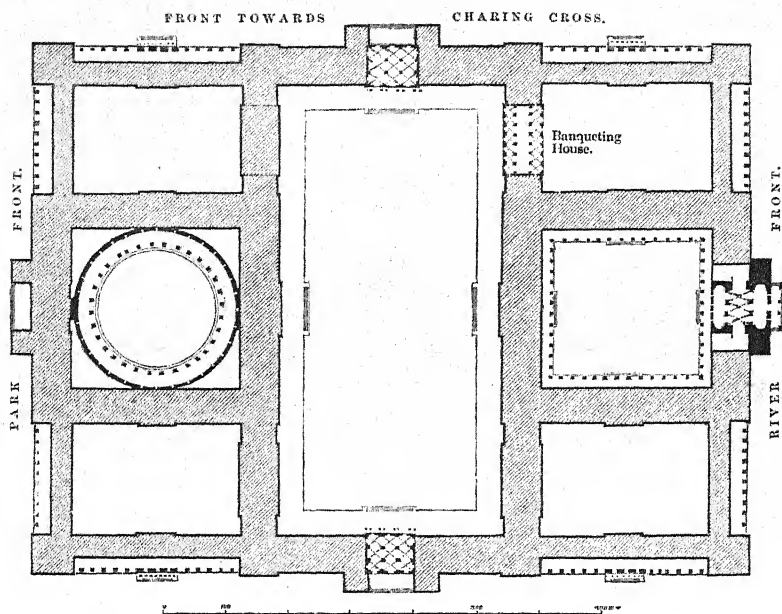 FRONT TOWARDS CHARING CROSS.
Banqueting
House.
PARK FRONT.
RIVER FRONT.